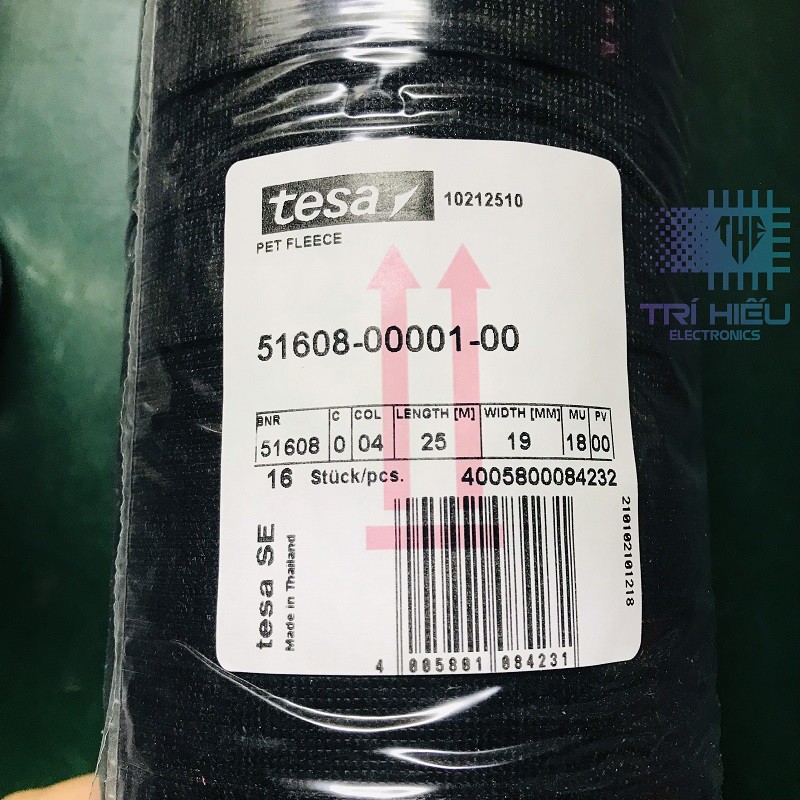 tesa 10212510
PET FLEECE
THE
TRÍ HIẾU
ELECTRONICS
51608-00001-00
BNR C COL LENGTH [M] WIDTH [MM] MU PV
51608 0 04 25 19 18 00
16 Stück/pcs. 4005800084232
tesa SE
Made in Thailand
210102101218
4 005801 084231